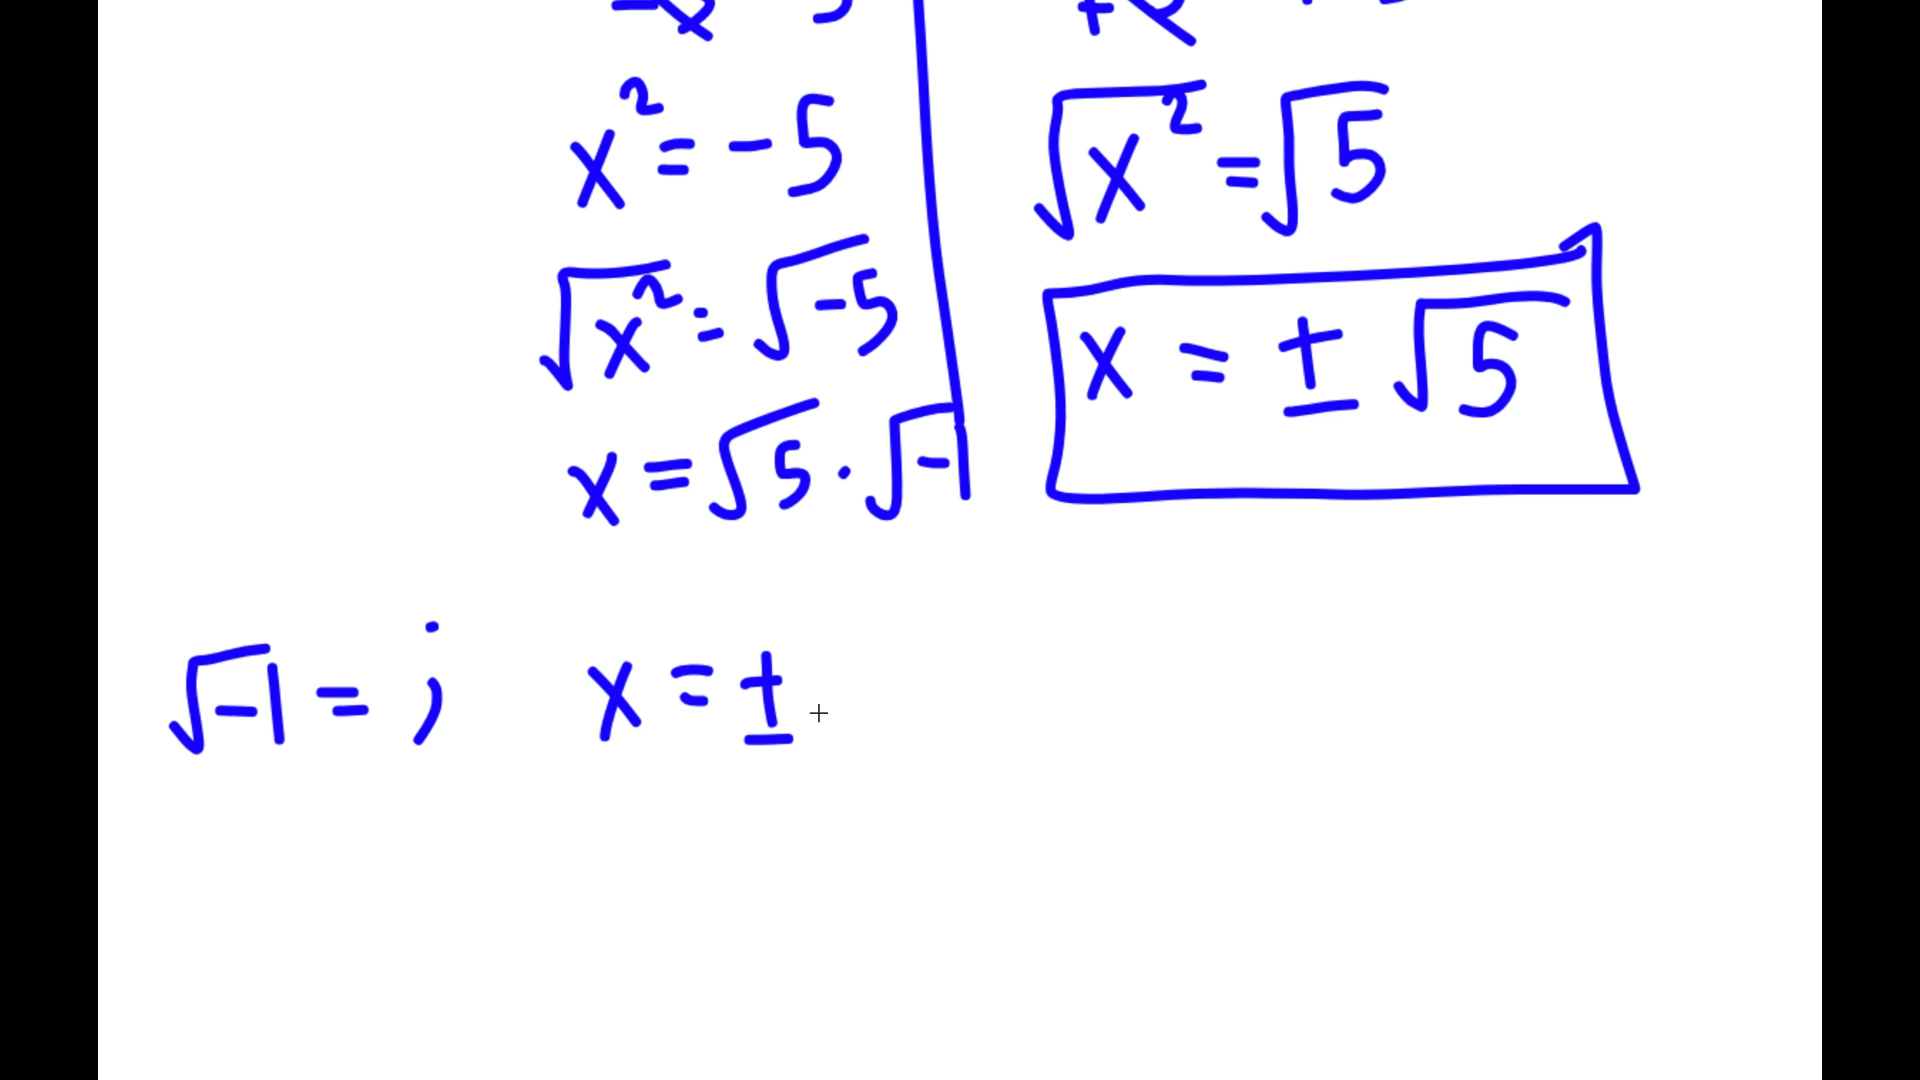 x² = -5
√x² = √-5
x = √5 · √-1
√-1 = i
x = ±
√x² = √5
x = ± √5